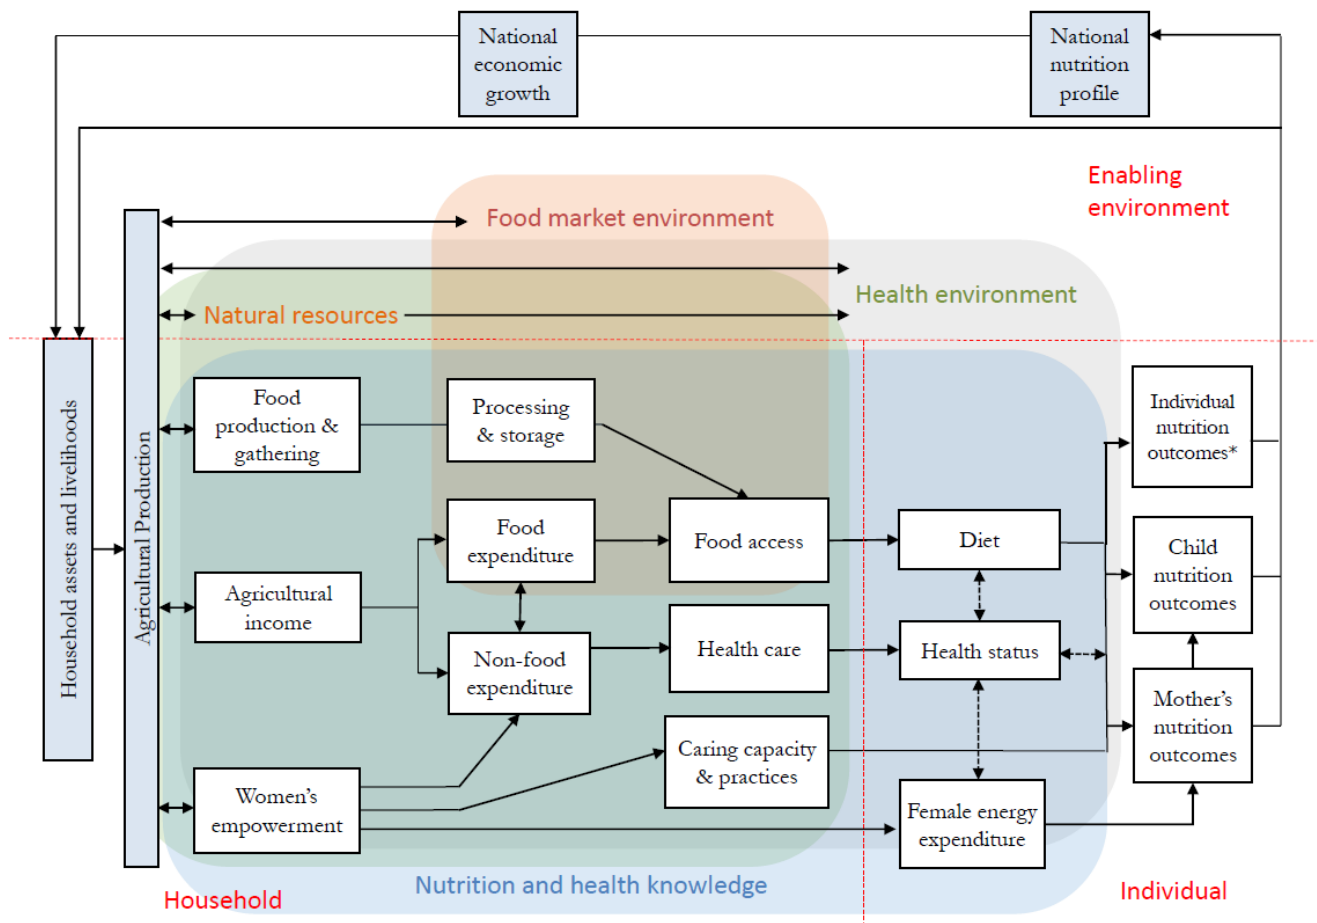 National
economic
growth
National
nutrition
profile
Enabling
environment
Food market environment
Health environment
Natural resources
Household assets and livelihoods
Agricultural Production
Food
production &
gathering
Processing
& storage
Individual
nutrition
outcomes*
Food
expenditure
Food access
Diet
Child
nutrition
outcomes
Agricultural
income
Non-food
expenditure
Health care
Health status
Mother's
nutrition
outcomes
Caring capacity
& practices
Women's
empowerment
Female energy
expenditure
Household
Nutrition and health knowledge
Individual